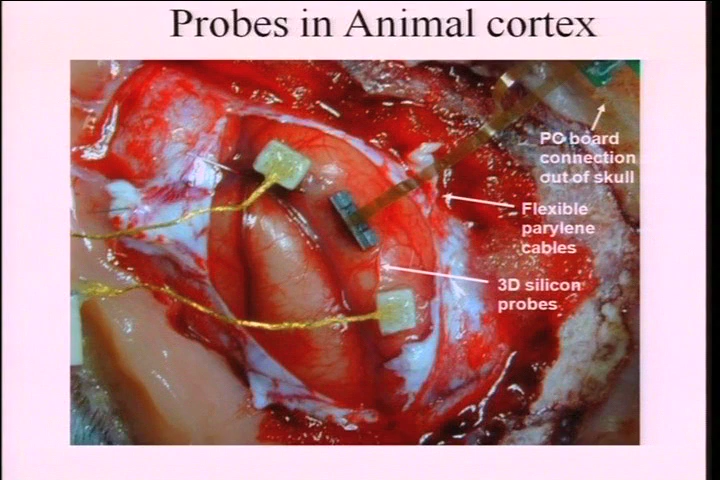 Probes in Animal cortex
PC board
connection
out of skull
Flexible
parylene
cables
3D silicon
probes